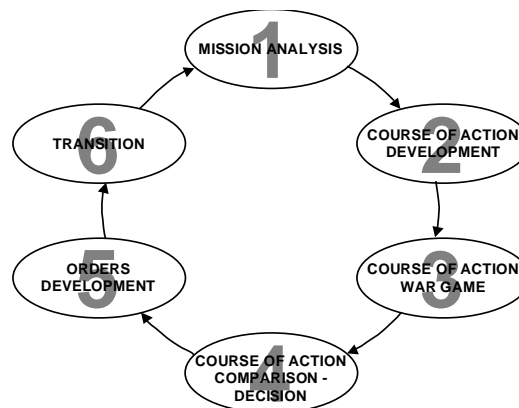 1
MISSION ANALYSIS
2
COURSE OF ACTION
DEVELOPMENT
3
COURSE OF ACTION
WAR GAME
4
COURSE OF ACTION
COMPARISON -
DECISION
5
ORDERS
DEVELOPMENT
6
TRANSITION